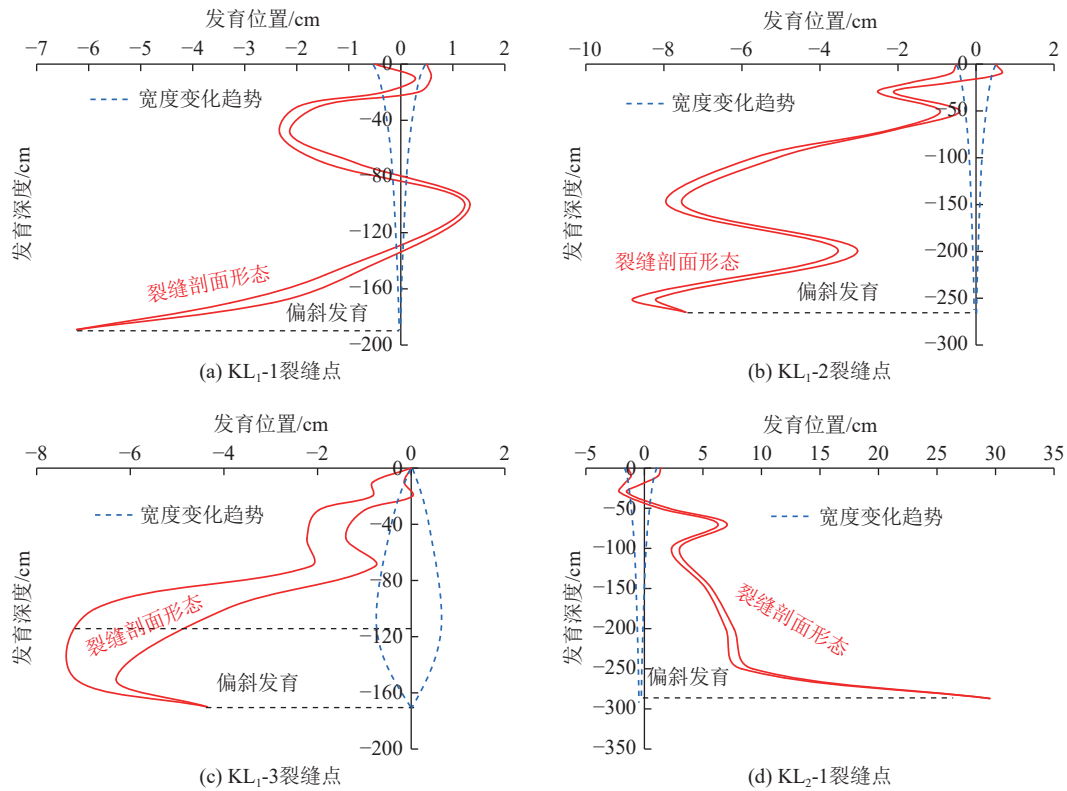 发育位置/cm
−7 −6 −5 −4 −3 −2 −1 0 1 2
0
宽度变化趋势
−40
−80
−120
−160
−200
发育深度/cm
裂缝剖面形态
偏斜发育
(a) KL₁-1裂缝点
发育位置/cm
−10 −8 −6 −4 −2 0 2
0
宽度变化趋势
−50
−100
−150
−200
−250
−300
发育深度/cm
裂缝剖面形态
偏斜发育
(b) KL₁-2裂缝点
发育位置/cm
−8 −6 −4 −2 0 2
0
宽度变化趋势
−40
−80
−120
−160
−200
发育深度/cm
裂缝剖面形态
偏斜发育
(c) KL₁-3裂缝点
发育位置/cm
−5 0 5 10 15 20 25 30 35
0
−50
宽度变化趋势
−100
−150
−200
−250
−300
−350
发育深度/cm
裂缝剖面形态
偏斜发育
(d) KL₂-1裂缝点